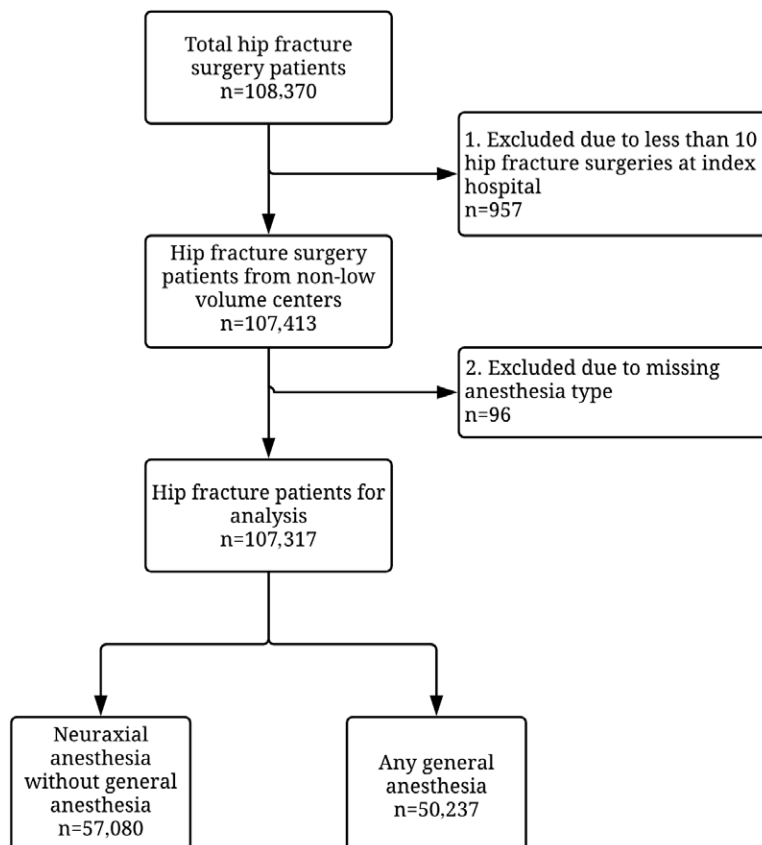 Total hip fracture
surgery patients
n=108,370
1. Excluded due to less than 10
hip fracture surgeries at index
hospital
n=957
Hip fracture surgery
patients from non-low
volume centers
n=107,413
2. Excluded due to missing
anesthesia type
n=96
Hip fracture patients for
analysis
n=107,317
Neuraxial
anesthesia
without general
anesthesia
n=57,080
Any general
anesthesia
n=50,237